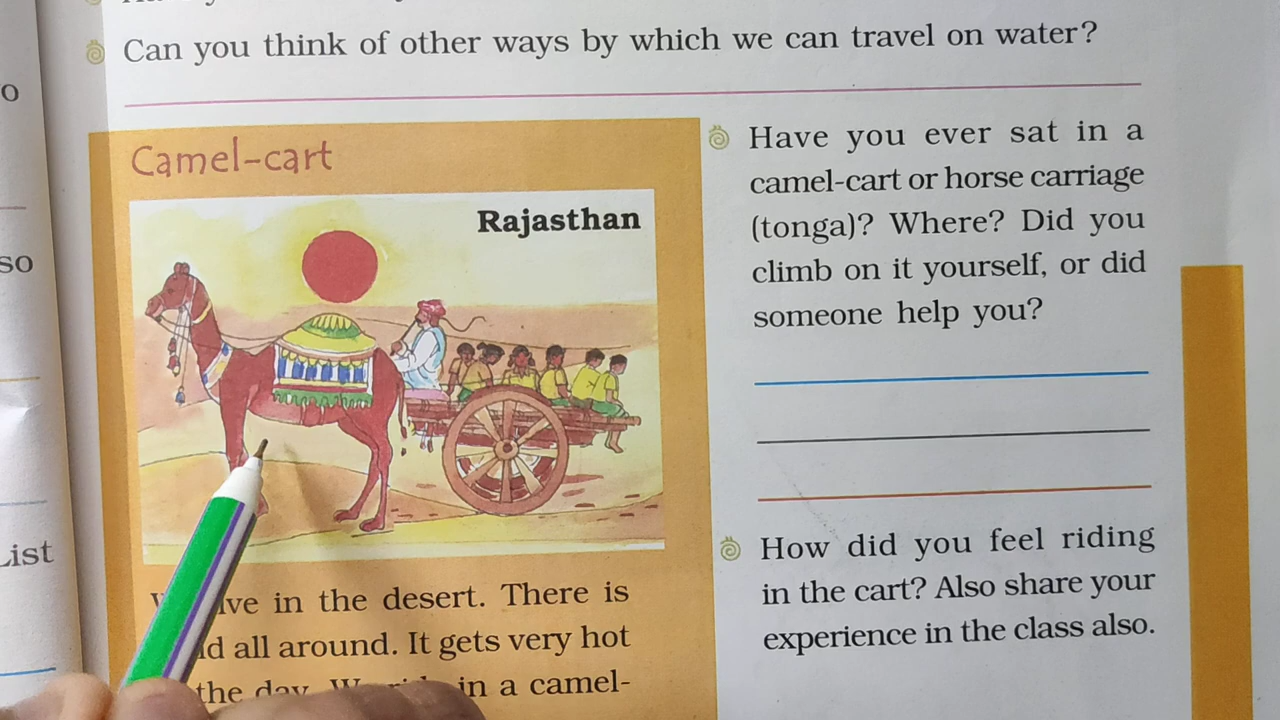 Can you think of other ways by which we can travel on water?
Camel-cart
Rajasthan
in the desert. There is
all around. It gets very hot
the day. in a camel-
Have you ever sat in a
camel-cart or horse carriage
(tonga)? Where? Did you
climb on it yourself, or did
someone help you?
How did you feel riding
in the cart? Also share your
experience in the class also.
o
so
List